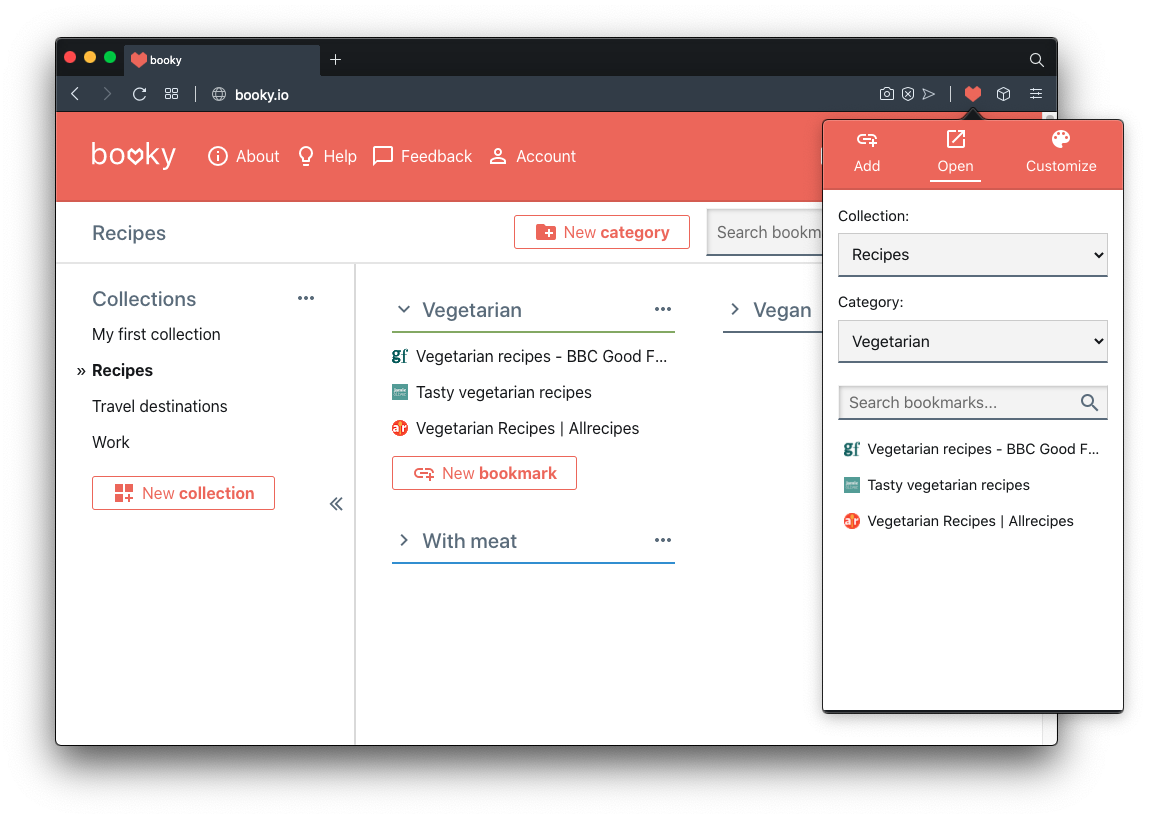 booky
booky.io
booky
About
Help
Feedback
Account
Add
Open
Customize
Recipes
New category
Search bookm
Collection:
Recipes
Category:
Vegetarian
Search bookmarks...
Vegetarian recipes - BBC Good F...
Tasty vegetarian recipes
Vegetarian Recipes | Allrecipes
Collections
My first collection
» Recipes
Travel destinations
Work
New collection
Vegetarian
gf Vegetarian recipes - BBC Good F...
Tasty vegetarian recipes
ar Vegetarian Recipes | Allrecipes
New bookmark
With meat
Vegan